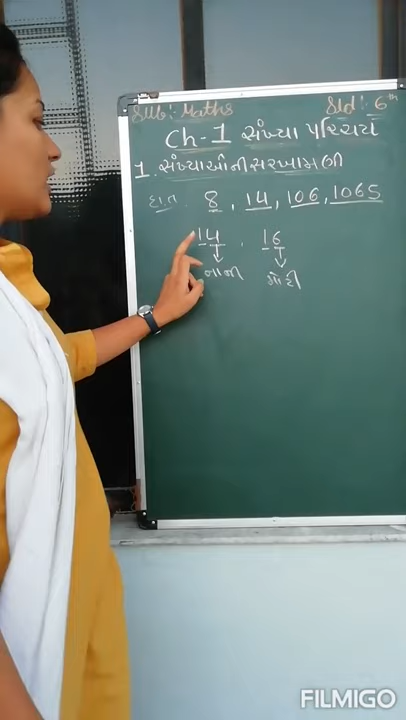 Sub:- Maths Std:- 6th
Ch-1 સંખ્યા પરિચય
1. સંખ્યાઓની સરખામણી
દા.ત. 8, 14, 106, 1065
14 , 16
નાની મોટી
FILMIGO